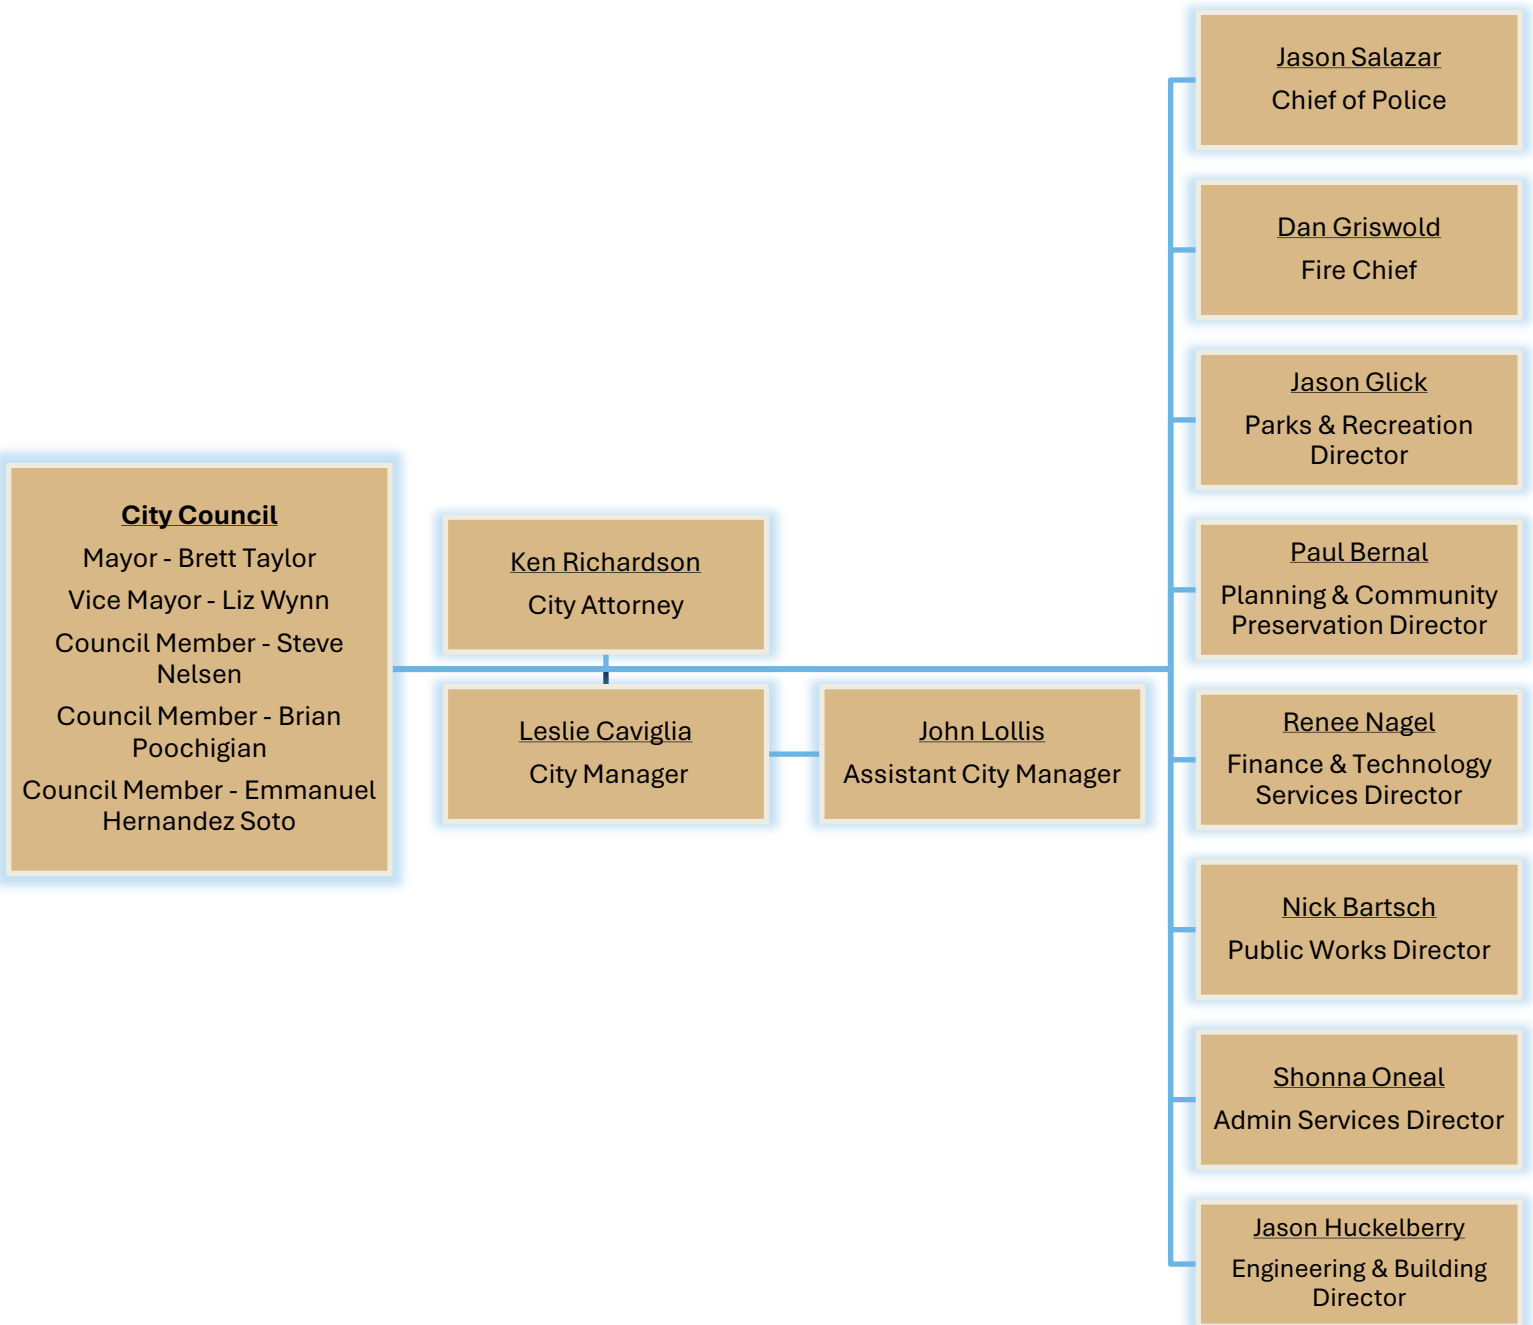 City Council
Mayor - Brett Taylor
Vice Mayor - Liz Wynn
Council Member - Steve
Nelsen
Council Member - Brian
Poochigian
Council Member - Emmanuel
Hernandez Soto
Ken Richardson
City Attorney
Leslie Caviglia
City Manager
John Lollis
Assistant City Manager
Jason Salazar
Chief of Police
Dan Griswold
Fire Chief
Jason Glick
Parks & Recreation
Director
Paul Bernal
Planning & Community
Preservation Director
Renee Nagel
Finance & Technology
Services Director
Nick Bartsch
Public Works Director
Shonna Oneal
Admin Services Director
Jason Huckelberry
Engineering & Building
Director